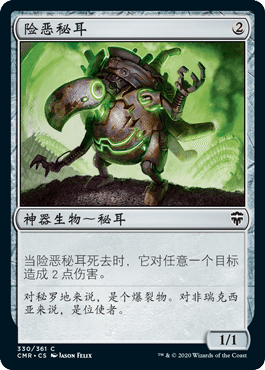 险恶秘耳
2
神器生物～秘耳
当险恶秘耳死去时，它对任意一个目标
造成2点伤害。
对秘罗地来说，是个爆裂物。对非瑞克西
亚来说，是位使者。
1/1
330/361 C
CMR • CS JASON FELIX
™ & © 2020 Wizards of the Coast